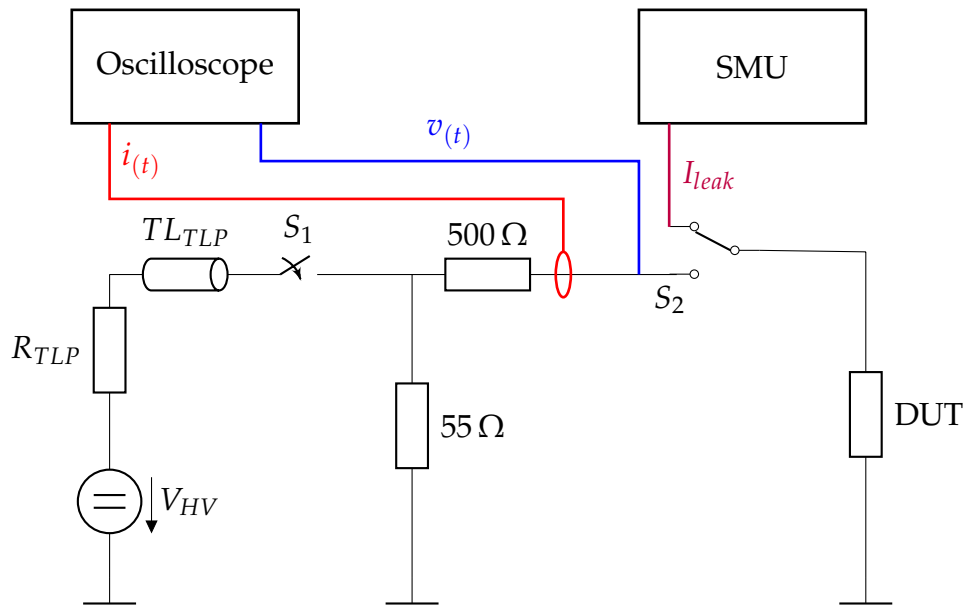 Oscilloscope
SMU
v(t)
i(t)
Ileak
TLTLP
S1
500 Ω
S2
RTLP
55 Ω
DUT
VHV